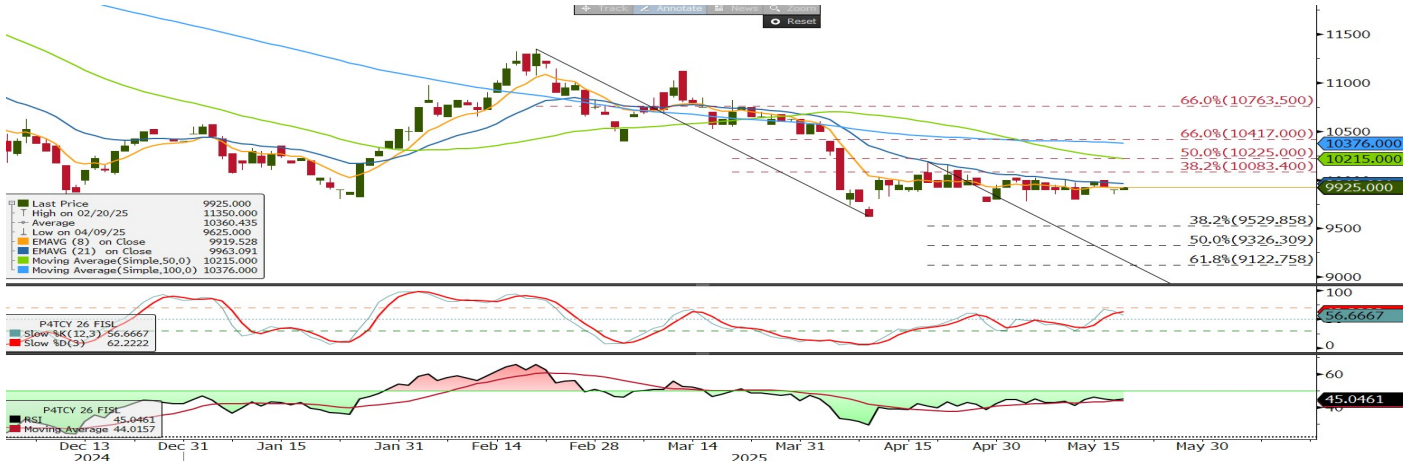 Track Annotate News Zoom
Reset
11500
11000
66.0%(10763.500)
10500
66.0%(10417.000)
10376.000
50.0%(10225.000)
10215.000
38.2%(10083.400)
9925.000
38.2%(9529.858)
9500
50.0%(9326.309)
61.8%(9122.758)
9000
Last Price 9925.000
High on 02/20/25 11350.000
Average 10360.435
Low on 04/09/25 9625.000
EMAVG (8) on Close 9919.528
EMAVG (21) on Close 9963.091
Moving Average(Simple,50,0) 10215.000
Moving Average(Simple,100,0) 10376.000
100
56.6667
0
P4TCY 26 FISL
Slow %K(12,3) 56.6667
Slow %D(3) 62.2222
60
45.0461
P4TCY 26 FISL
RSI 45.0461
Moving Average 44.0157
Dec 13 Dec 31 Jan 15 Jan 31 Feb 14 Feb 28 Mar 14 Mar 31 Apr 15 Apr 30 May 15 May 30
2024 2025